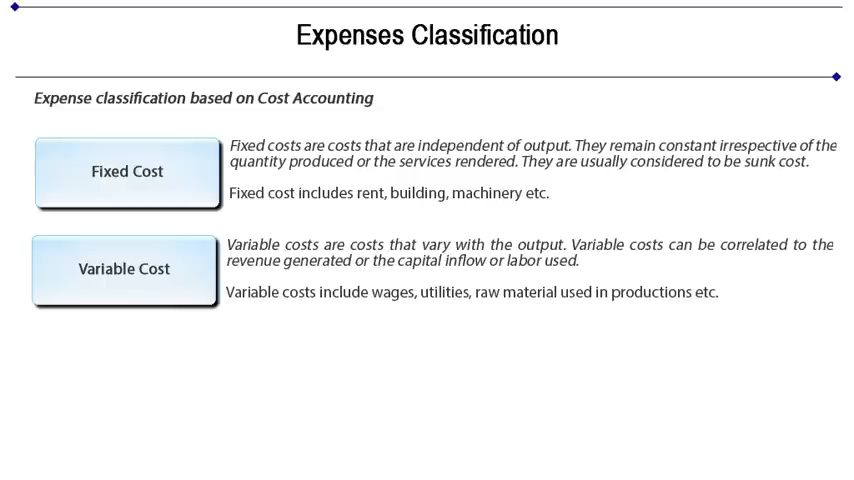 Expenses Classification
Expense classification based on Cost Accounting
Fixed Cost
Fixed costs are costs that are independent of output. They remain constant irrespective of the
quantity produced or the services rendered. They are usually considered to be sunk cost.
Fixed cost includes rent, building, machinery etc.
Variable Cost
Variable costs are costs that vary with the output. Variable costs can be correlated to the
revenue generated or the capital inflow or labor used.
Variable costs include wages, utilities, raw material used in productions etc.